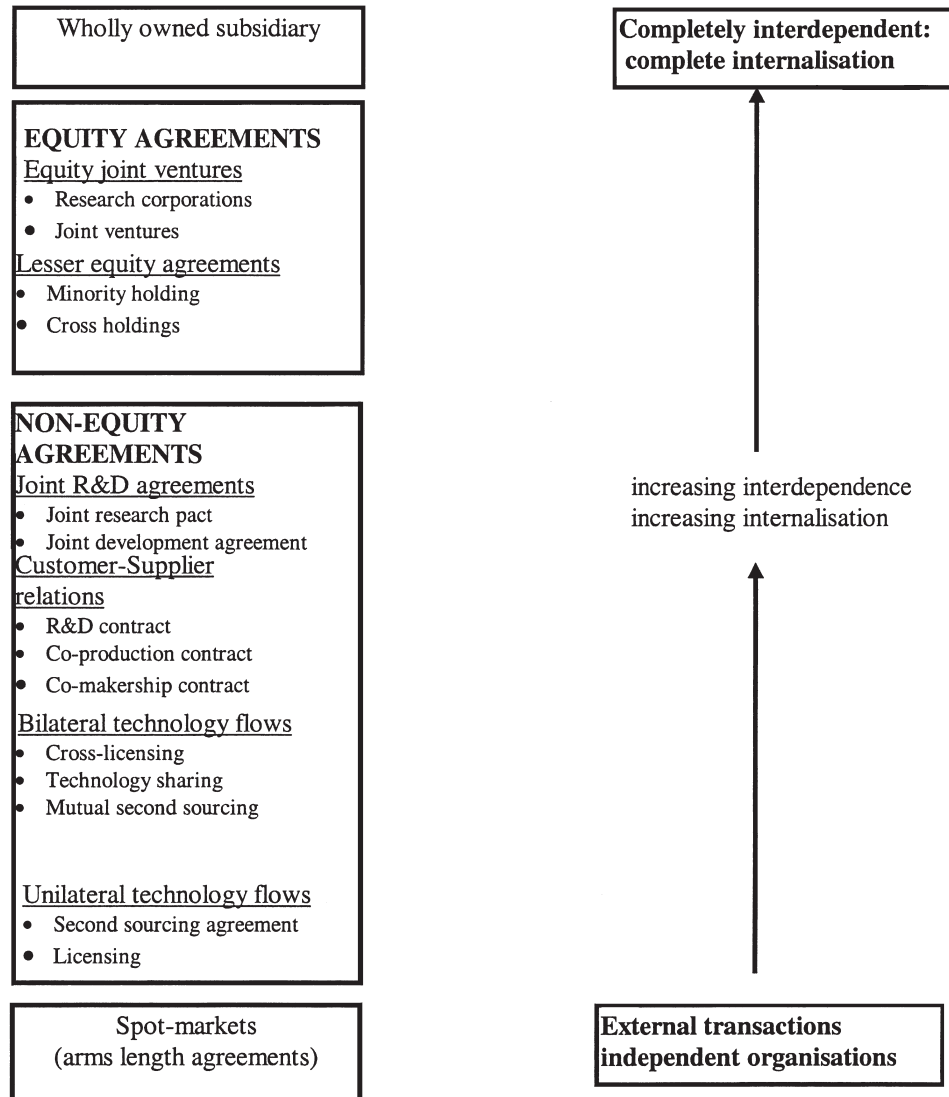 Wholly owned subsidiary
EQUITY AGREEMENTS
Equity joint ventures
• Research corporations
• Joint ventures
Lesser equity agreements
• Minority holding
• Cross holdings
NON-EQUITY
AGREEMENTS
Joint R&D agreements
• Joint research pact
• Joint development agreement
Customer-Supplier
relations
• R&D contract
• Co-production contract
• Co-makership contract
Bilateral technology flows
• Cross-licensing
• Technology sharing
• Mutual second sourcing
Unilateral technology flows
• Second sourcing agreement
• Licensing
Spot-markets
(arms length agreements)
Completely interdependent:
complete internalisation
increasing interdependence
increasing internalisation
External transactions
independent organisations